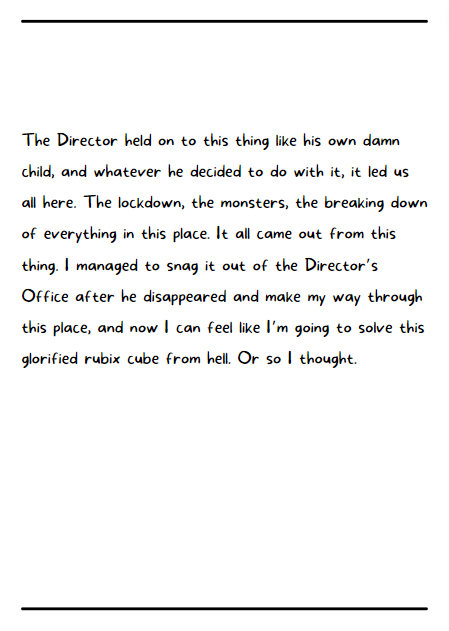 The Director held on to this thing like his own damn
child, and whatever he decided to do with it, it led us
all here. The lockdown, the monsters, the breaking down
of everything in this place. It all came out from this
thing. I managed to snag it out of the Director's
Office after he disappeared and make my way through
this place, and now I can feel like I'm going to solve this
glorified rubix cube from hell. Or so I thought.